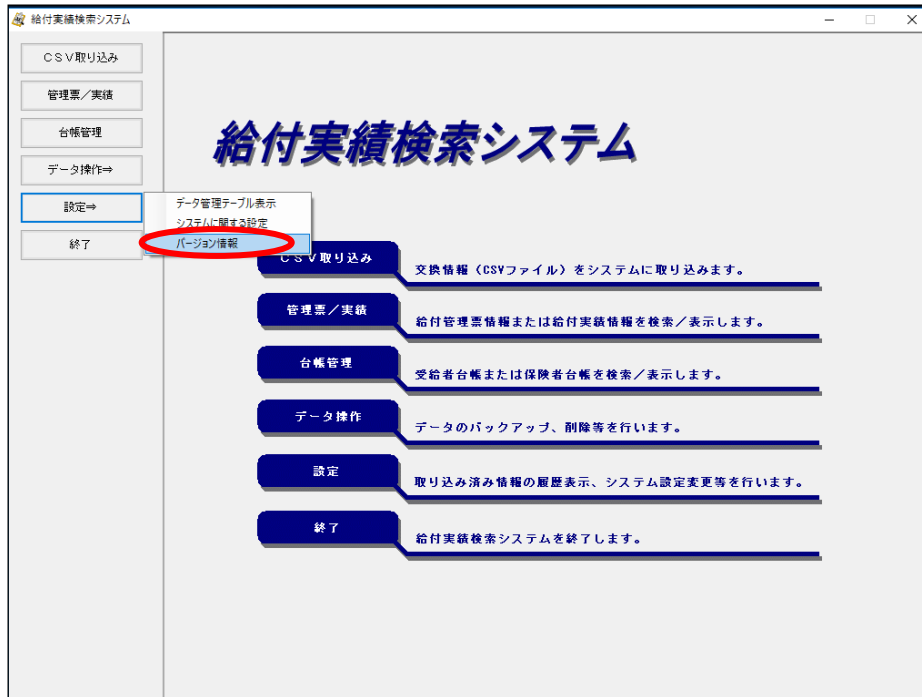 給付実績検索システム
CSV取り込み
管理票/実績
台帳管理
データ操作⇒
設定⇒
終了
データ管理テーブル表示
システムに関する設定
バージョン情報
給付実績検索システム
CSV取り込み
交換情報(CSVファイル)をシステムに取り込みます。
管理票/実績
給付管理票情報または給付実績情報を検索/表示します。
台帳管理
受給者台帳または保険者台帳を検索/表示します。
データ操作
データのバックアップ、削除等を行います。
設定
取り込み済み情報の履歴表示、システム設定変更等を行います。
終了
給付実績検索システムを終了します。